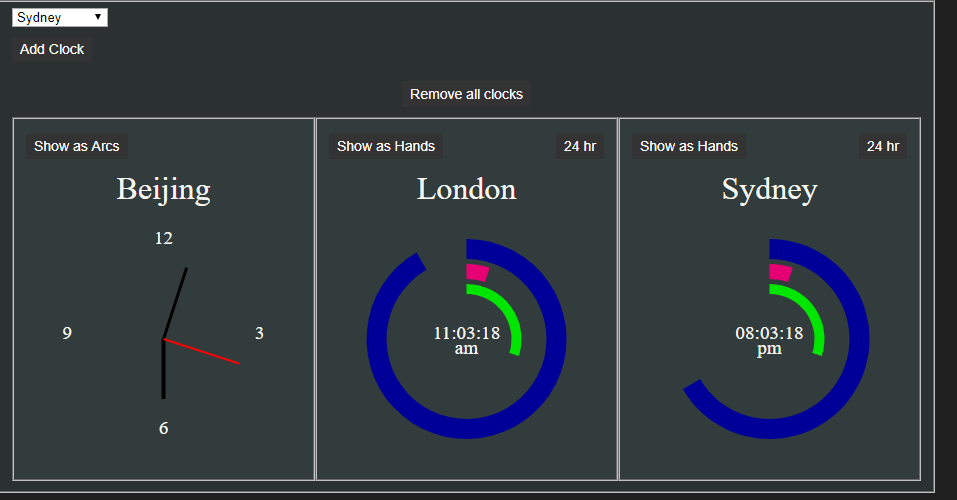 Sydney
Add Clock
Remove all clocks
Show as Arcs
Show as Hands
24 hr
Show as Hands
24 hr
Beijing
London
Sydney
12
9
3
6
11:03:18
am
08:03:18
pm